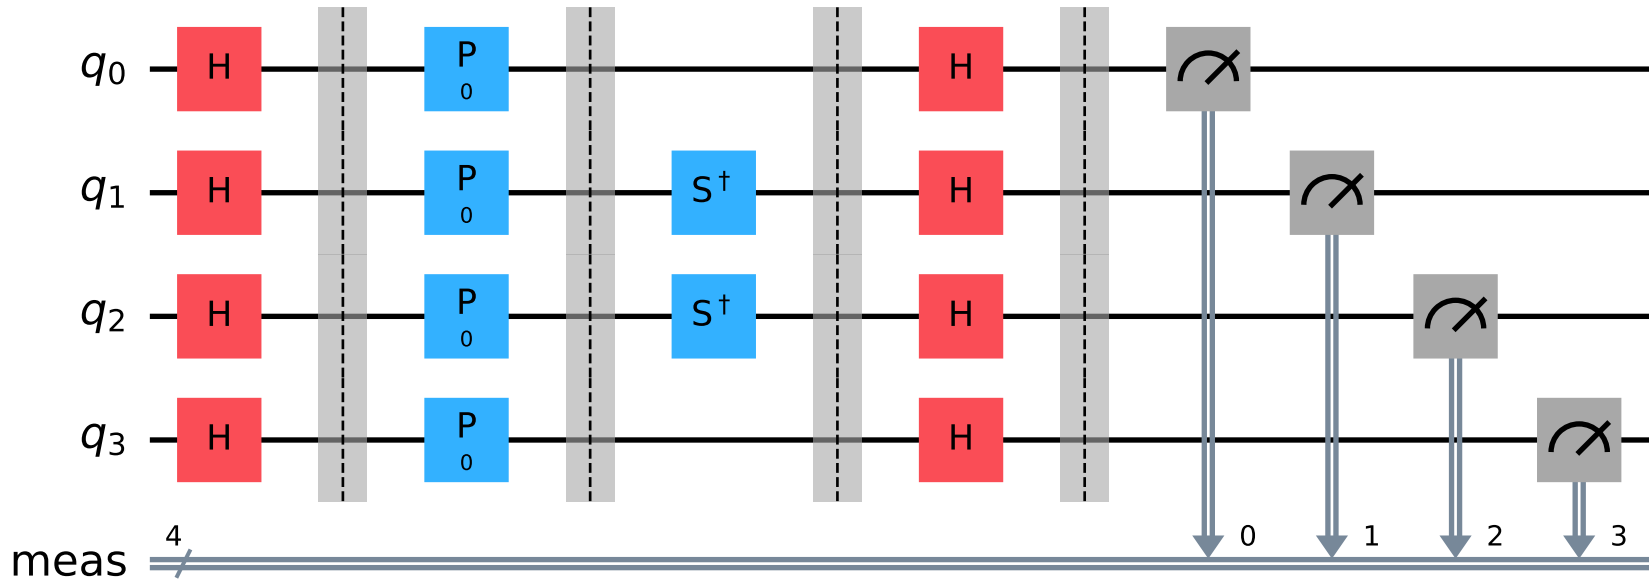 q0 H P 0 H
q1 H P 0 S† H
q2 H P 0 S† H
q3 H P 0 H
meas 4 0 1 2 3